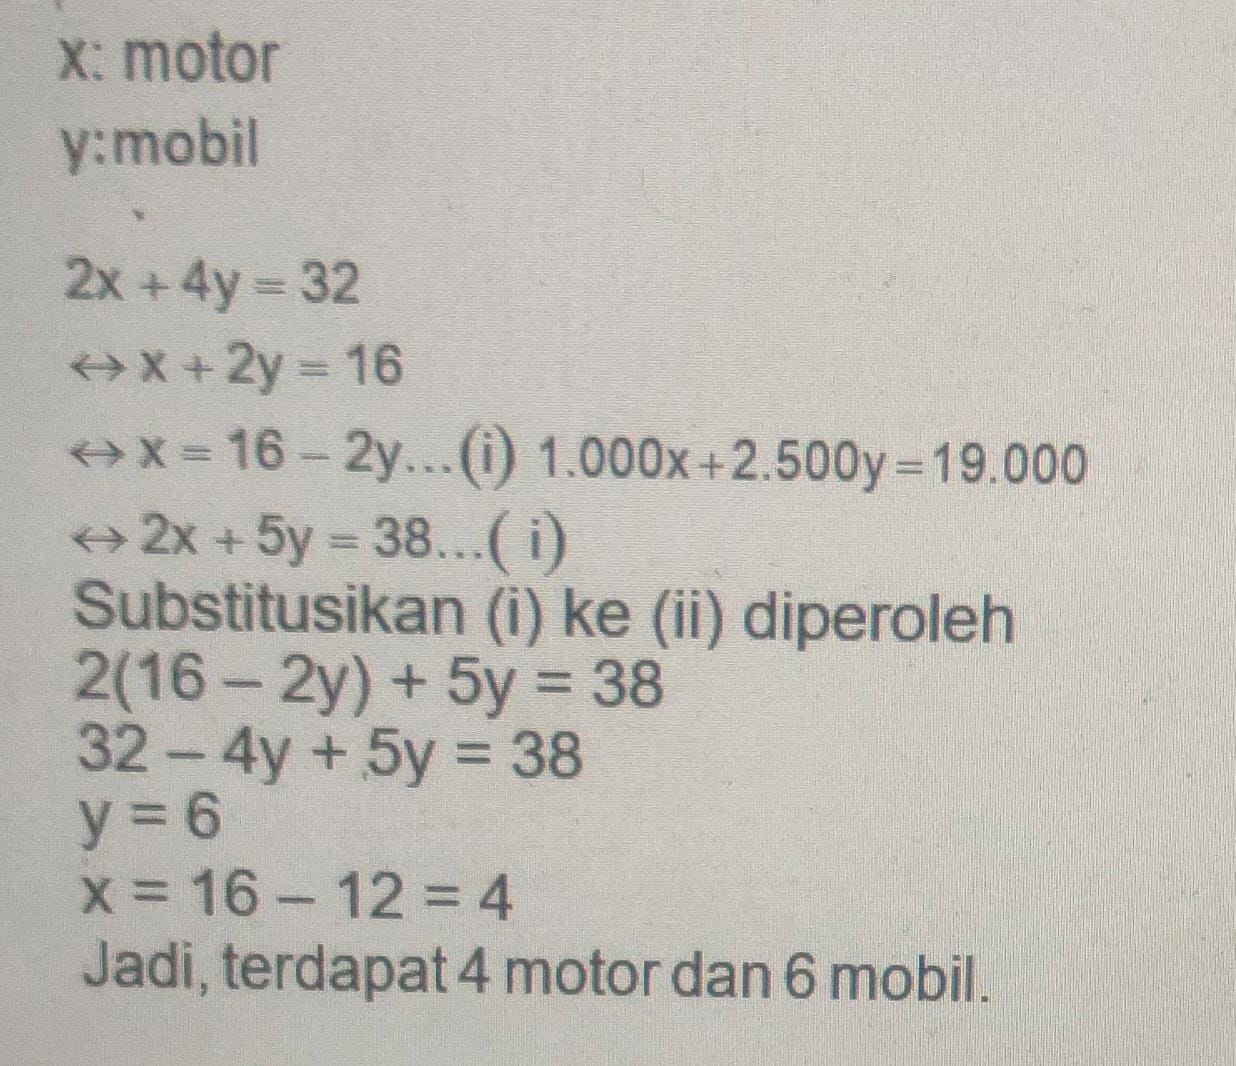 x: motor
y:mobil
2x + 4y = 32
↔ x + 2y = 16
↔ x = 16 – 2y...(i) 1.000x+2.500y=19.000
↔ 2x + 5y = 38...( i)
Substitusikan (i) ke (ii) diperoleh
2(16 – 2y) + 5y = 38
32 – 4y + 5y = 38
y = 6
x = 16 – 12 = 4
Jadi, terdapat 4 motor dan 6 mobil.